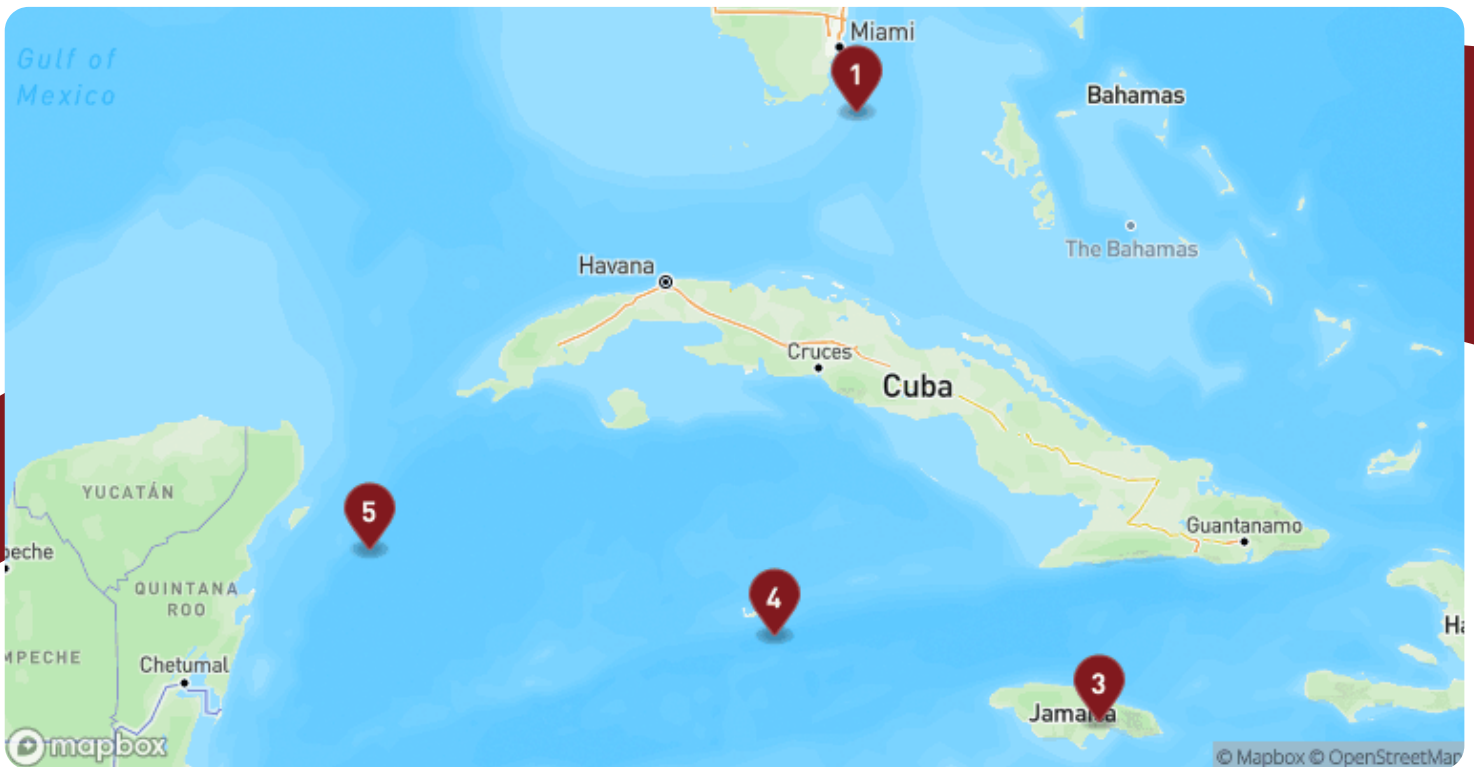 Gulf of
Mexico
Miami
1
Bahamas
The Bahamas
Havana
Cruces
Cuba
YUCATÁN
5
Guantanamo
peche
QUINTANA
ROO
4
Ha
MPECHE
Chetumal
3
Jamaica
mapbox
© Mapbox © OpenStreetMap